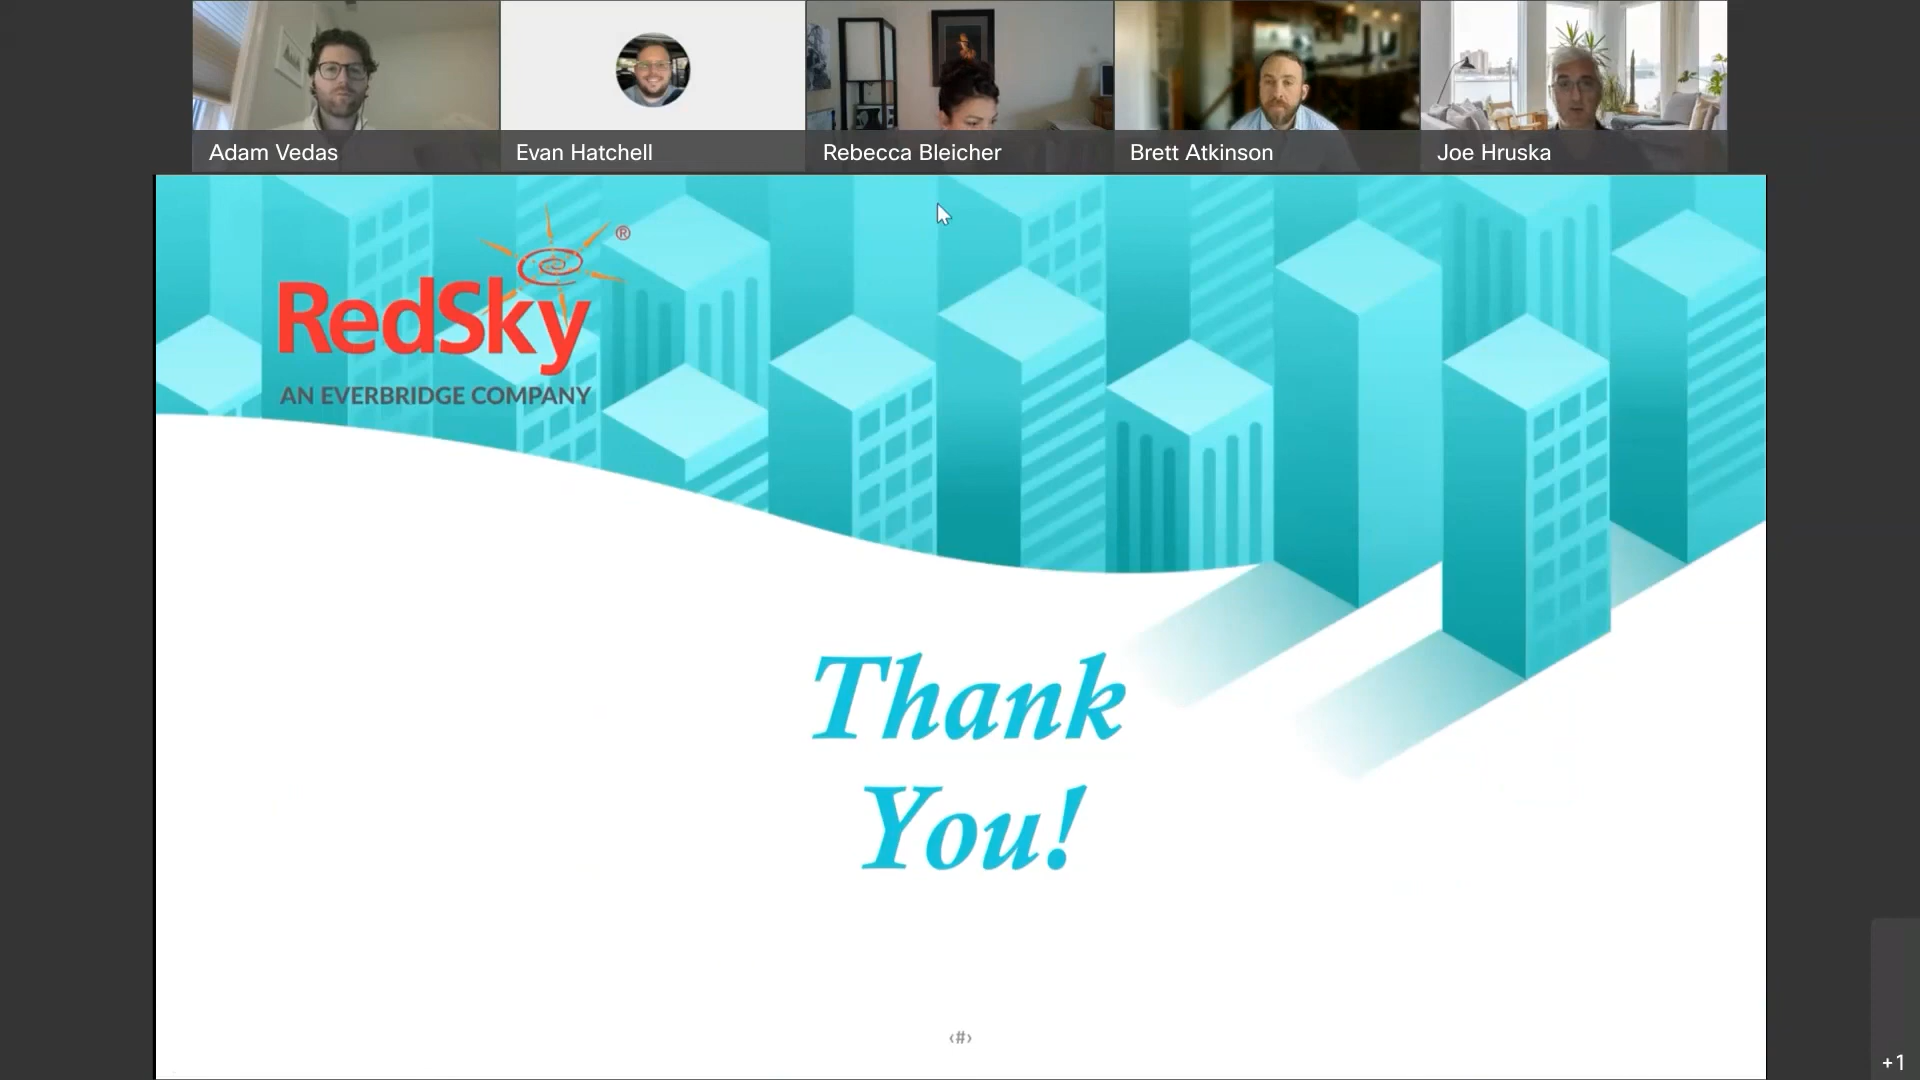 Adam Vedas
Evan Hatchell
Rebecca Bleicher
Brett Atkinson
Joe Hruska
RedSky®
AN EVERBRIDGE COMPANY
Thank
You!
‹#›
+1